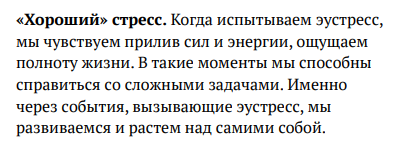 «Хороший» стресс. Когда испытываем эустресс,
мы чувствуем прилив сил и энергии, ощущаем
полноту жизни. В такие моменты мы способны
справиться со сложными задачами. Именно
через события, вызывающие эустресс, мы
развиваемся и растем над самими собой.